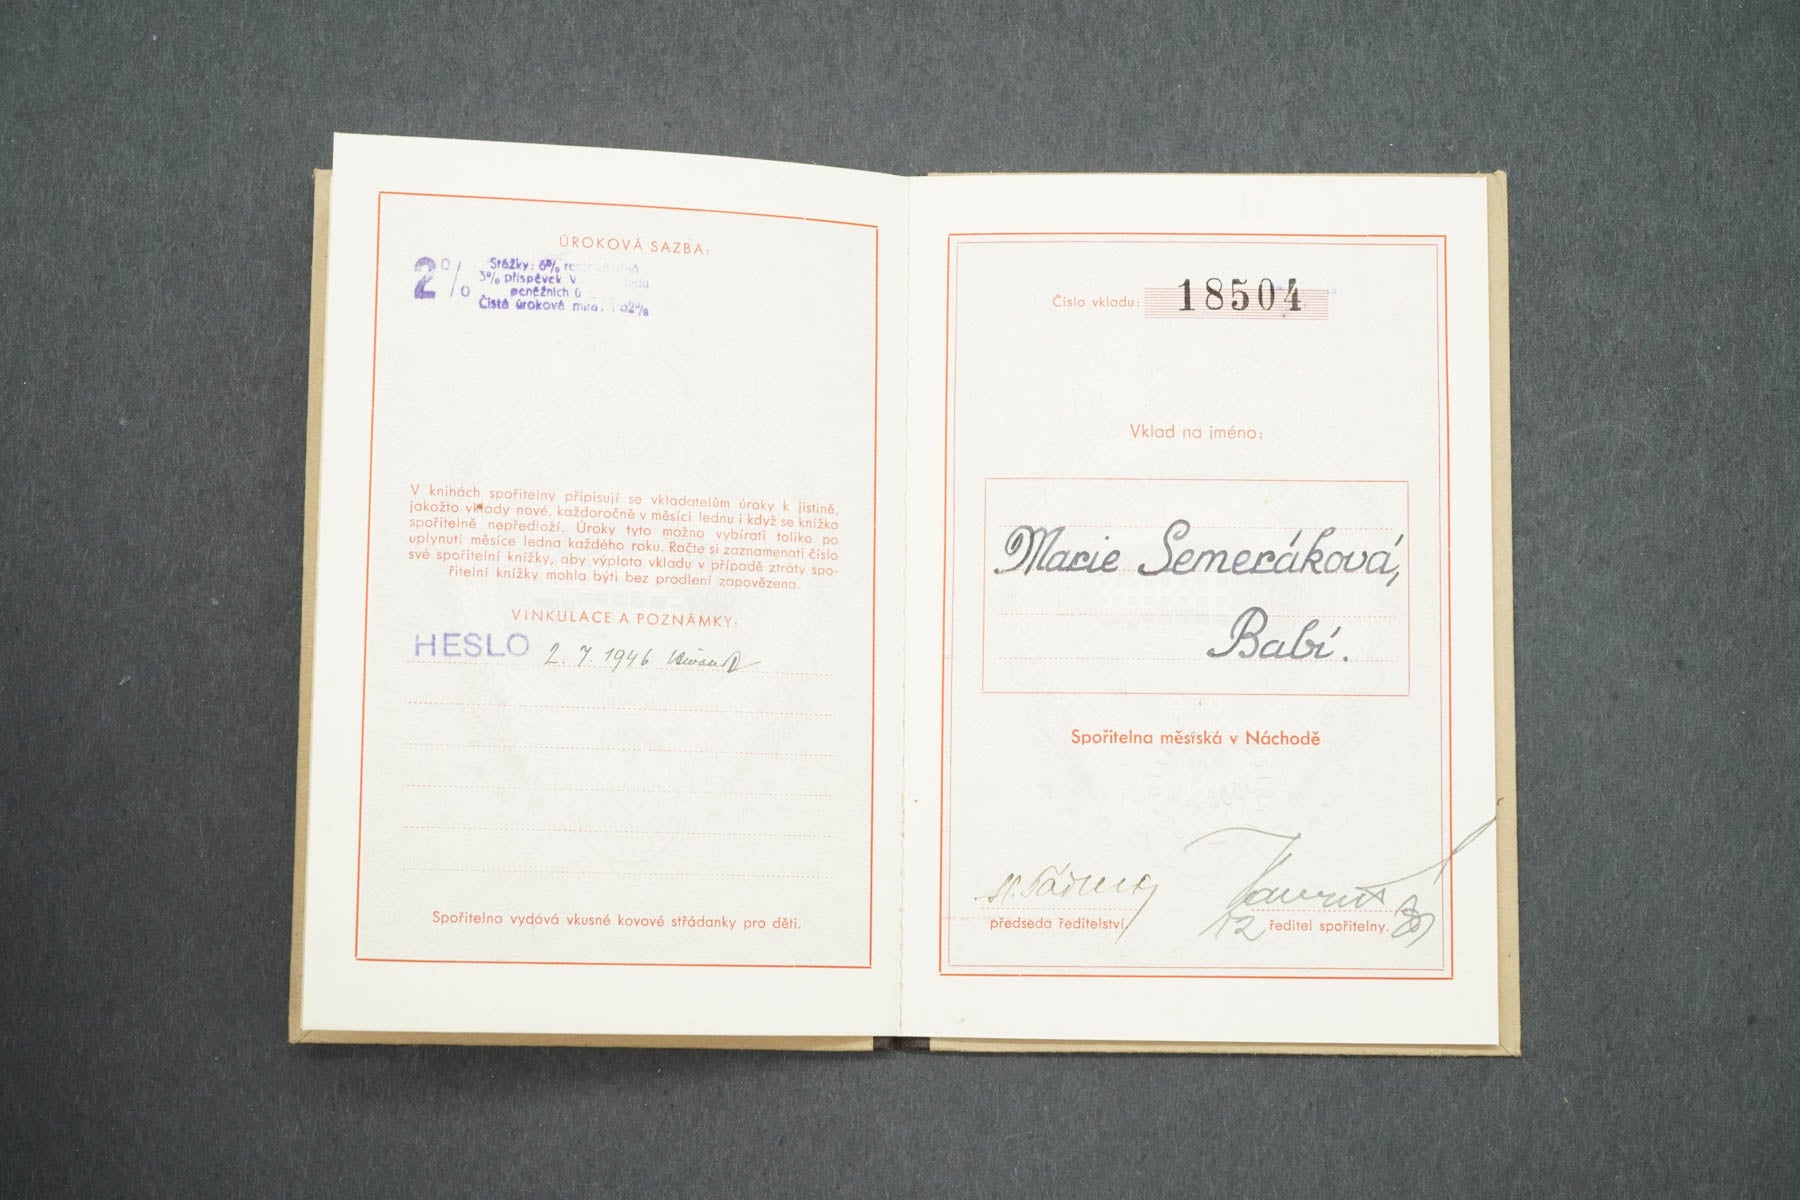 ÚROKOVÁ SAZBA:
2%
Srážky: 6%
3% příspěvek V
peněžních ú
Čistá úroková
V knihách spořitelny připisují se vkladatelům úroky k jistině,
jakožto vklady nové, každoročně v měsíci lednu i když se knížka
spořitelně nepředloží. Úroky tyto možno vybírati toliko po
uplynutí měsíce ledna každého roku. Račte si zaznamenati číslo
své spořitelní knížky, aby výplata vkladu v případě ztráty spo-
řitelní knížky mohla býti bez prodlení zapovězena.
VINKULACE A POZNÁMKY:
HESLO 2. 7. 1946
Spořitelna vydává vkusné kovové střádanky pro děti.
Číslo vkladu: 18504
Vklad na jméno:
Marie Semeráková,
Babí.
Spořitelna městská v Náchodě
předseda ředitelství.
ředitel spořitelny.